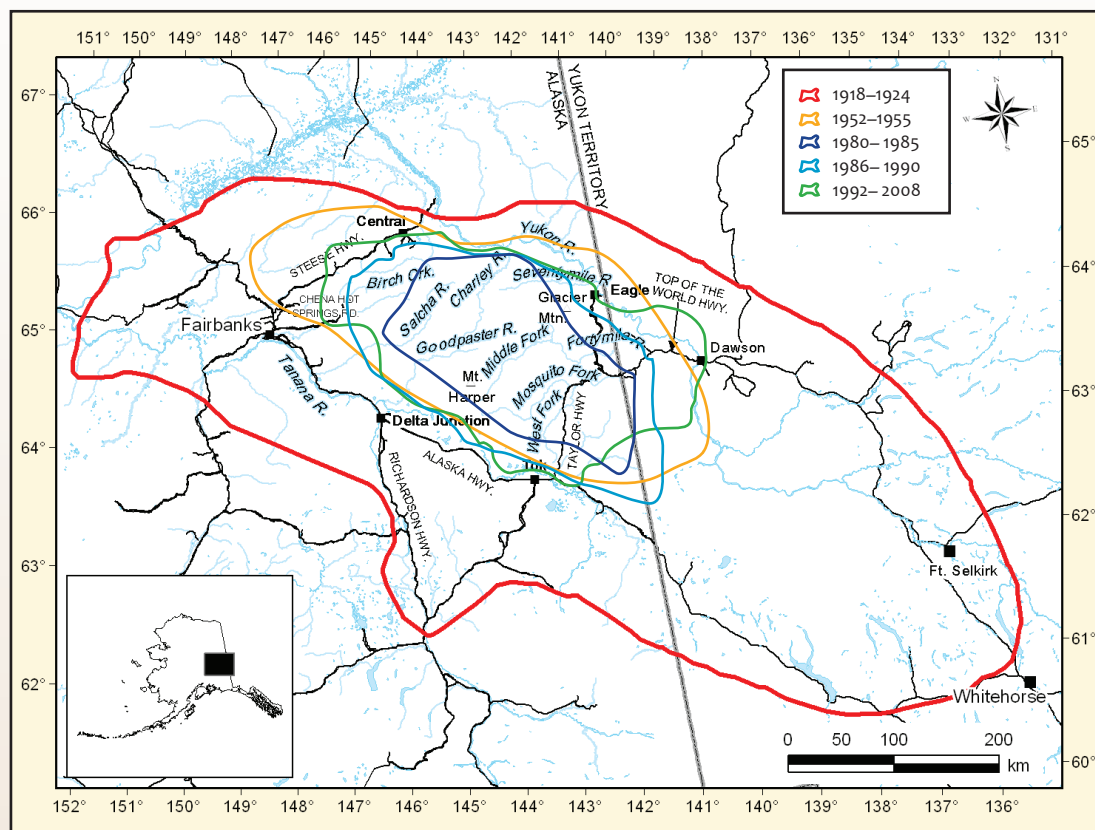 151° 150° 149° 148° 147° 146° 145° 144° 143° 142° 141° 140° 139° 138° 137° 136° 135° 134° 133° 132° 131°
67°
66°
65°
64°
63°
62°
65°
64°
63°
62°
61°
60°
YUKON TERRITORY
ALASKA
1918–1924
1952–1955
1980–1985
1986–1990
1992–2008
N
E
S
W
Central
STEESE HWY.
Yukon R.
Birch Crk.
Charley R.
Seventymile R.
Salcha R.
Glacier
Mtn.
Eagle
TOP OF THE
WORLD HWY.
CHENA HOT
SPRINGS RD.
Fairbanks
Goodpaster R.
Middle Fork
Fortymile R.
Dawson
Tanana R.
Mt.
Harper
Mosquito Fork
West Fork
TAYLOR HWY
Delta Junction
ALASKA HWY.
RICHARDSON HWY.
Tok
Ft. Selkirk
Whitehorse
0 50 100 200
km
152° 151° 150° 149° 148° 147° 146° 145° 144° 143° 142° 141° 140° 139° 138° 137° 136°